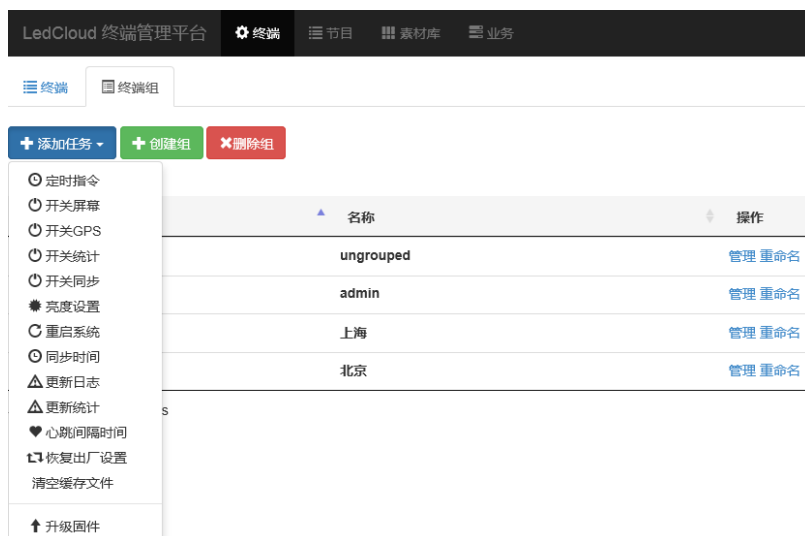 LedCloud 终端管理平台 终端 节目 素材库 业务
终端 终端组
添加任务 创建组 删除组
定时指令
开关屏幕
开关GPS
开关统计
开关同步
亮度设置
重启系统
同步时间
更新日志
更新统计
心跳间隔时间
恢复出厂设置
清空缓存文件
升级固件
名称 操作
ungrouped 管理 重命名
admin 管理 重命名
上海 管理 重命名
北京 管理 重命名
s